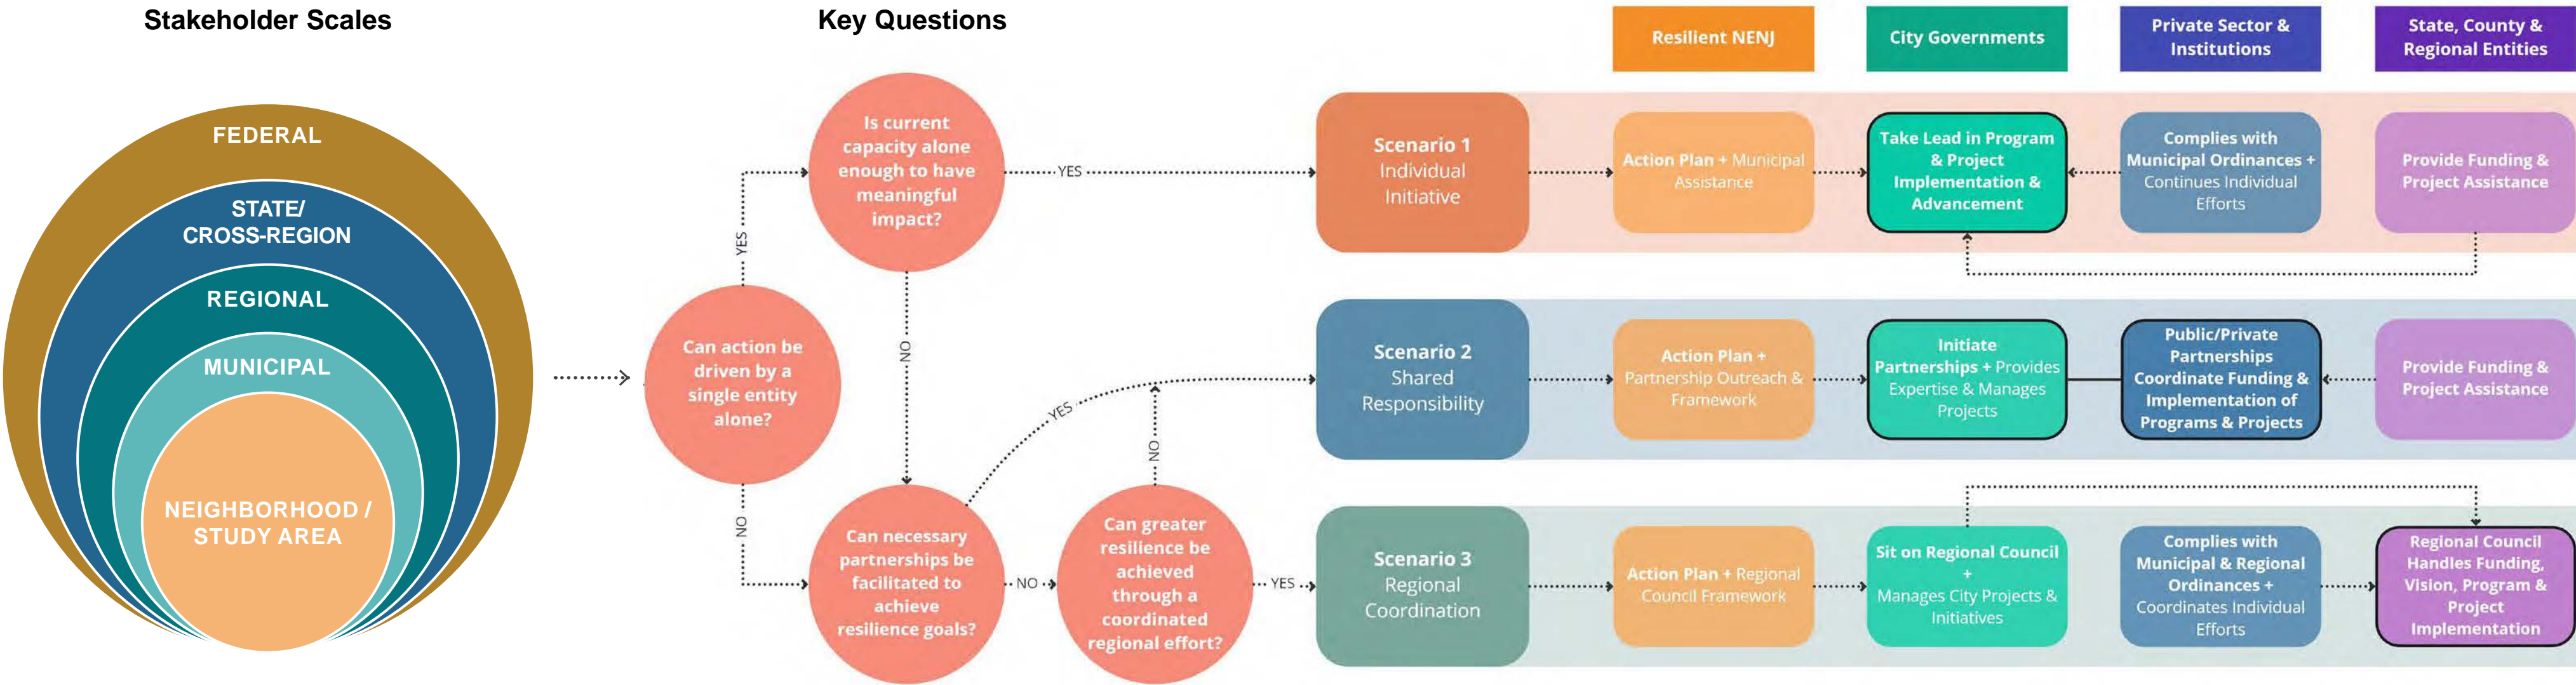 Stakeholder Scales
FEDERAL
STATE/
CROSS-REGION
REGIONAL
MUNICIPAL
NEIGHBORHOOD /
STUDY AREA
Key Questions
Can action be
driven by a
single entity
alone?
YES
NO
Is current
capacity alone
enough to have
meaningful
impact?
YES
NO
Can necessary
partnerships be
facilitated to
achieve
resilience goals?
YES
NO
Can greater
resilience be
achieved
through a
coordinated
regional effort?
NO
YES
Resilient NENJ
City Governments
Private Sector &
Institutions
State, County &
Regional Entities
Scenario 1
Individual
Initiative
Action Plan + Municipal
Assistance
Take Lead in Program
& Project
Implementation &
Advancement
Complies with
Municipal Ordinances +
Continues Individual
Efforts
Provide Funding &
Project Assistance
Scenario 2
Shared
Responsibility
Action Plan +
Partnership Outreach &
Framework
Initiate
Partnerships + Provides
Expertise & Manages
Projects
Public/Private
Partnerships
Coordinate Funding &
Implementation of
Programs & Projects
Provide Funding &
Project Assistance
Scenario 3
Regional
Coordination
Action Plan + Regional
Council Framework
Sit on Regional Council
+
Manages City Projects &
Initiatives
Complies with
Municipal & Regional
Ordinances +
Coordinates Individual
Efforts
Regional Council
Handles Funding,
Vision, Program &
Project
Implementation